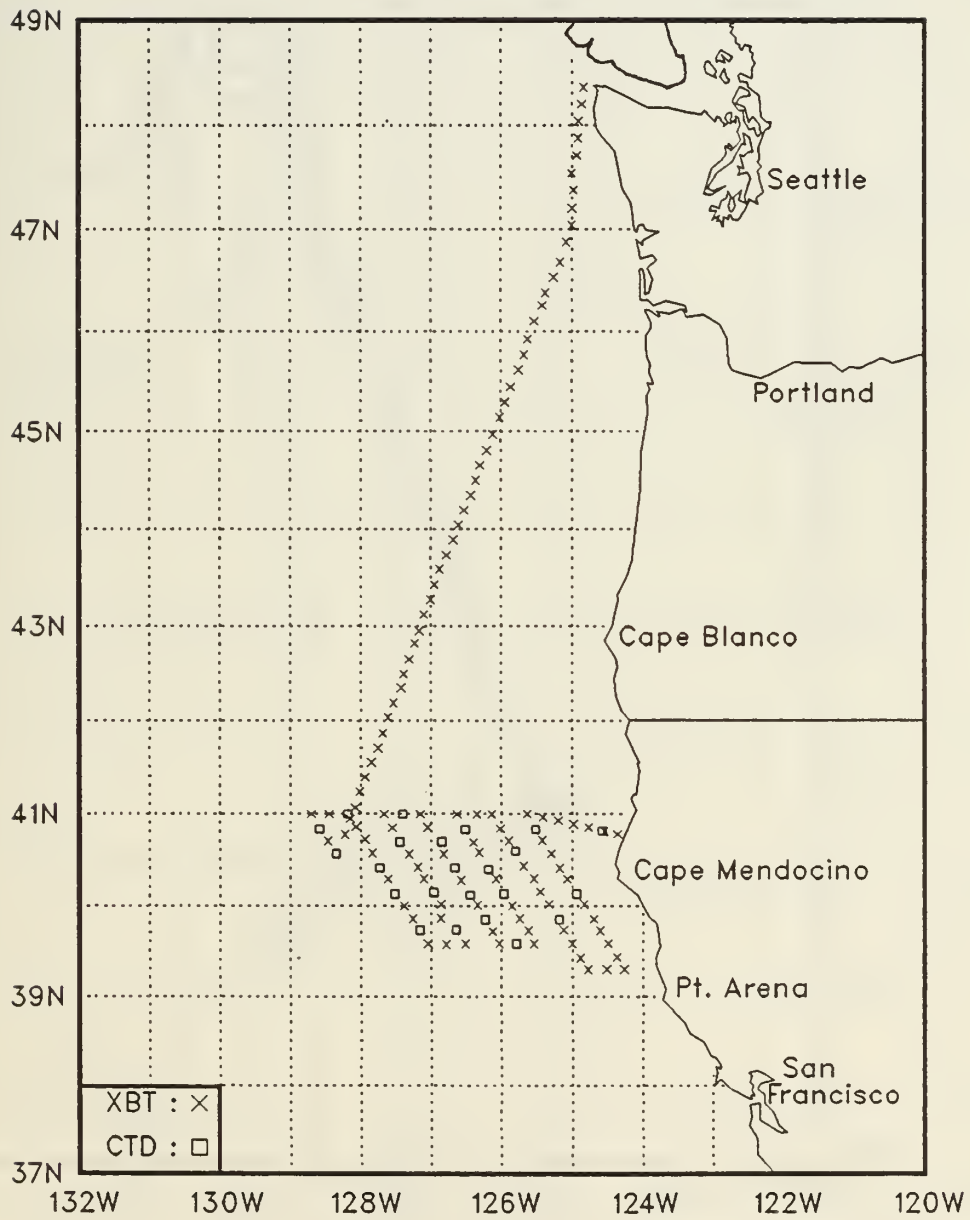 49N
Seattle
47N
Portland
45N
43N
Cape Blanco
41N
Cape Mendocino
39N
Pt. Arena
San
Francisco
XBT : ×
CTD : □
37N
132W 130W 128W 126W 124W 122W 120W